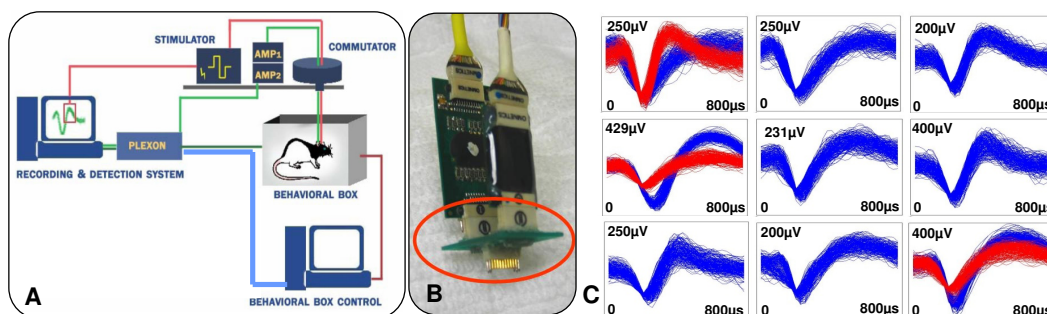 STIMULATOR
AMP1
AMP2
COMMUTATOR
PLEXON
RECORDING & DETECTION SYSTEM
BEHAVIORAL BOX
BEHAVIORAL BOX CONTROL
A
OMNETICS
B
250µV
0
800µs
250µV
0
800µs
200µV
0
800µs
429µV
0
800µs
231µV
0
800µs
400µV
0
800µs
250µV
0
800µs
200µV
0
800µs
400µV
0
800µs
C